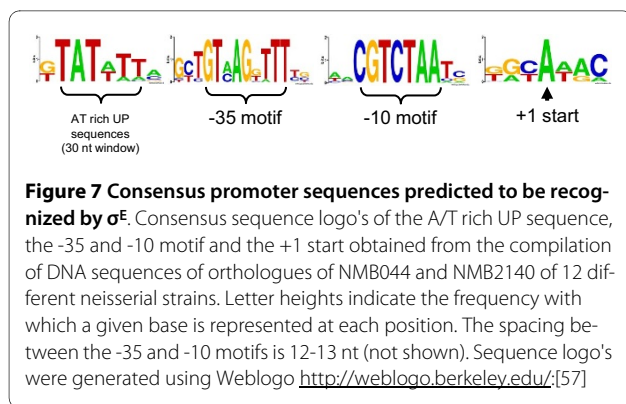 AT rich UP
sequences
(30 nt window)
-35 motif
-10 motif
+1 start
Figure 7 Consensus promoter sequences predicted to be recog-
nized by σE. Consensus sequence logo's of the A/T rich UP sequence,
the -35 and -10 motif and the +1 start obtained from the compilation
of DNA sequences of orthologues of NMB044 and NMB2140 of 12 dif-
ferent neisserial strains. Letter heights indicate the frequency with
which a given base is represented at each position. The spacing be-
tween the -35 and -10 motifs is 12-13 nt (not shown). Sequence logo's
were generated using Weblogo http://weblogo.berkeley.edu/:[57]